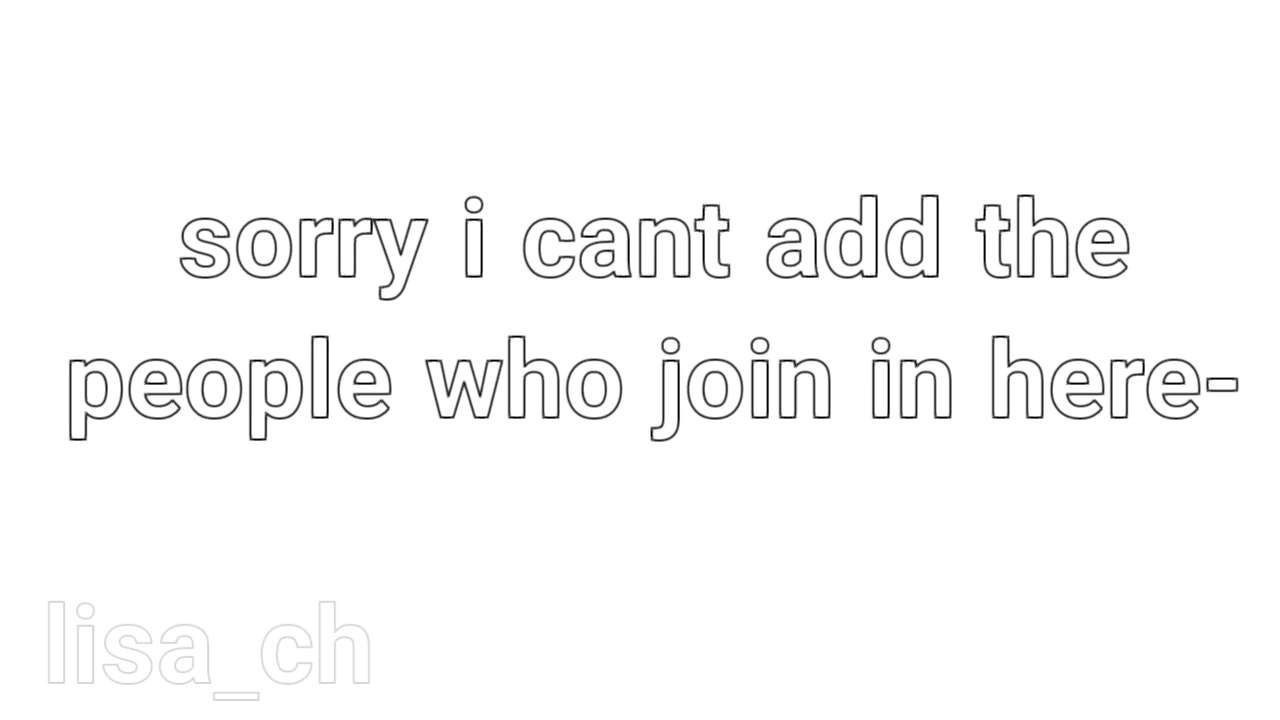 sorry i cant add the
people who join in here-
lisa_ch